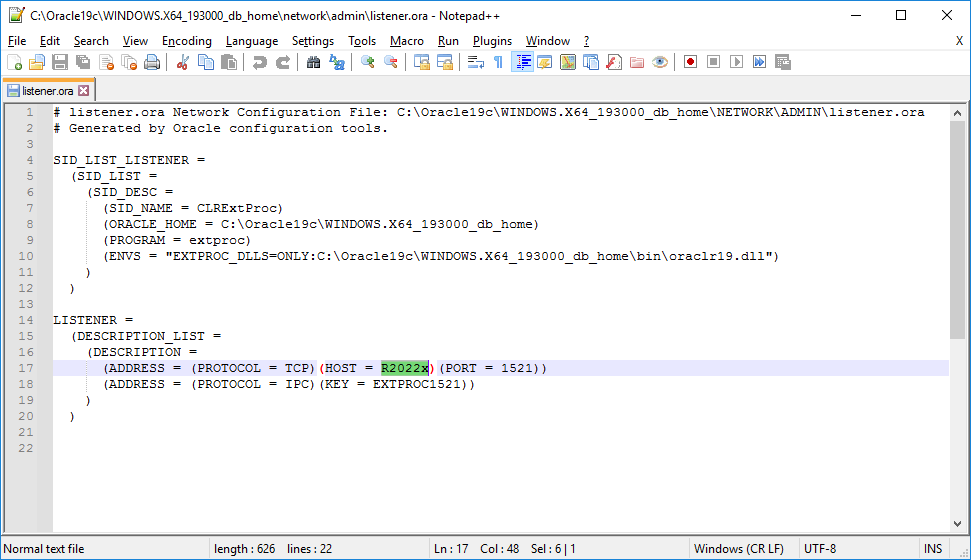 C:\Oracle19c\WINDOWS.X64_193000_db_home\network\admin\listener.ora - Notepad++
File Edit Search View Encoding Language Settings Tools Macro Run Plugins Window ? X
listener.ora
1 # listener.ora Network Configuration File: C:\Oracle19c\WINDOWS.X64_193000_db_home\NETWORK\ADMIN\listener.ora
2 # Generated by Oracle configuration tools.
3
4 SID_LIST_LISTENER =
5   (SID_LIST =
6     (SID_DESC =
7       (SID_NAME = CLRExtProc)
8       (ORACLE_HOME = C:\Oracle19c\WINDOWS.X64_193000_db_home)
9       (PROGRAM = extproc)
10       (ENVS = "EXTPROC_DLLS=ONLY:C:\Oracle19c\WINDOWS.X64_193000_db_home\bin\oraclr19.dll")
11     )
12   )
13
14 LISTENER =
15   (DESCRIPTION_LIST =
16     (DESCRIPTION =
17       (ADDRESS = (PROTOCOL = TCP)(HOST = R2022x)(PORT = 1521))
18       (ADDRESS = (PROTOCOL = IPC)(KEY = EXTPROC1521))
19     )
20   )
21
22
Normal text file length : 626 lines : 22 Ln : 17 Col : 48 Sel : 6 | 1 Windows (CR LF) UTF-8 INS